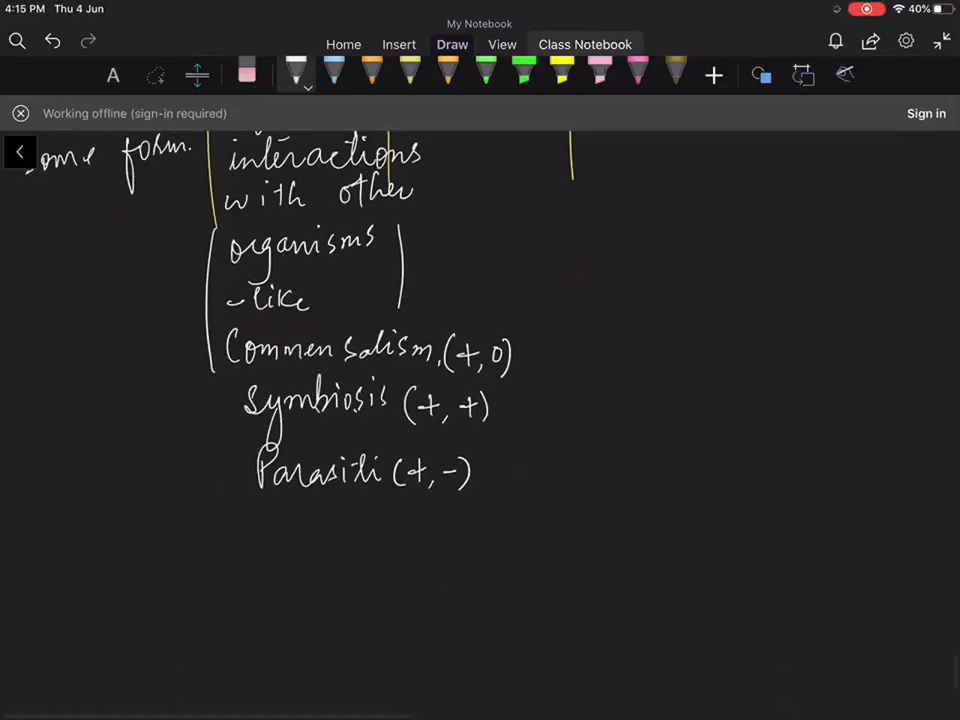 4:15 PM Thu 4 Jun
40%
My Notebook
Home Insert Draw View Class Notebook
A
Working offline (sign-in required) Sign in
some form. interactions
with other
organisms
-like
Commensalism, (+,0)
Symbiosis (+,+)
Parasiti (+,-)